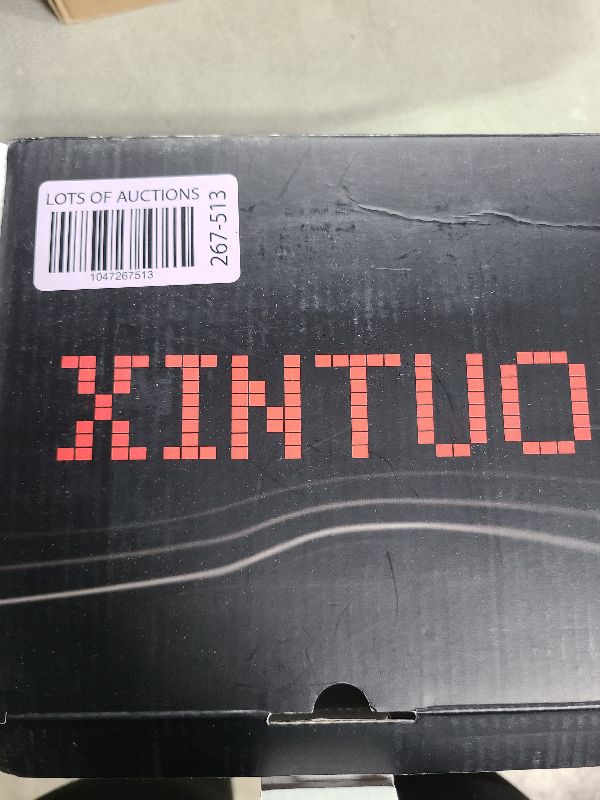 LOTS OF AUCTIONS
267-513
1047267513
XINTUO